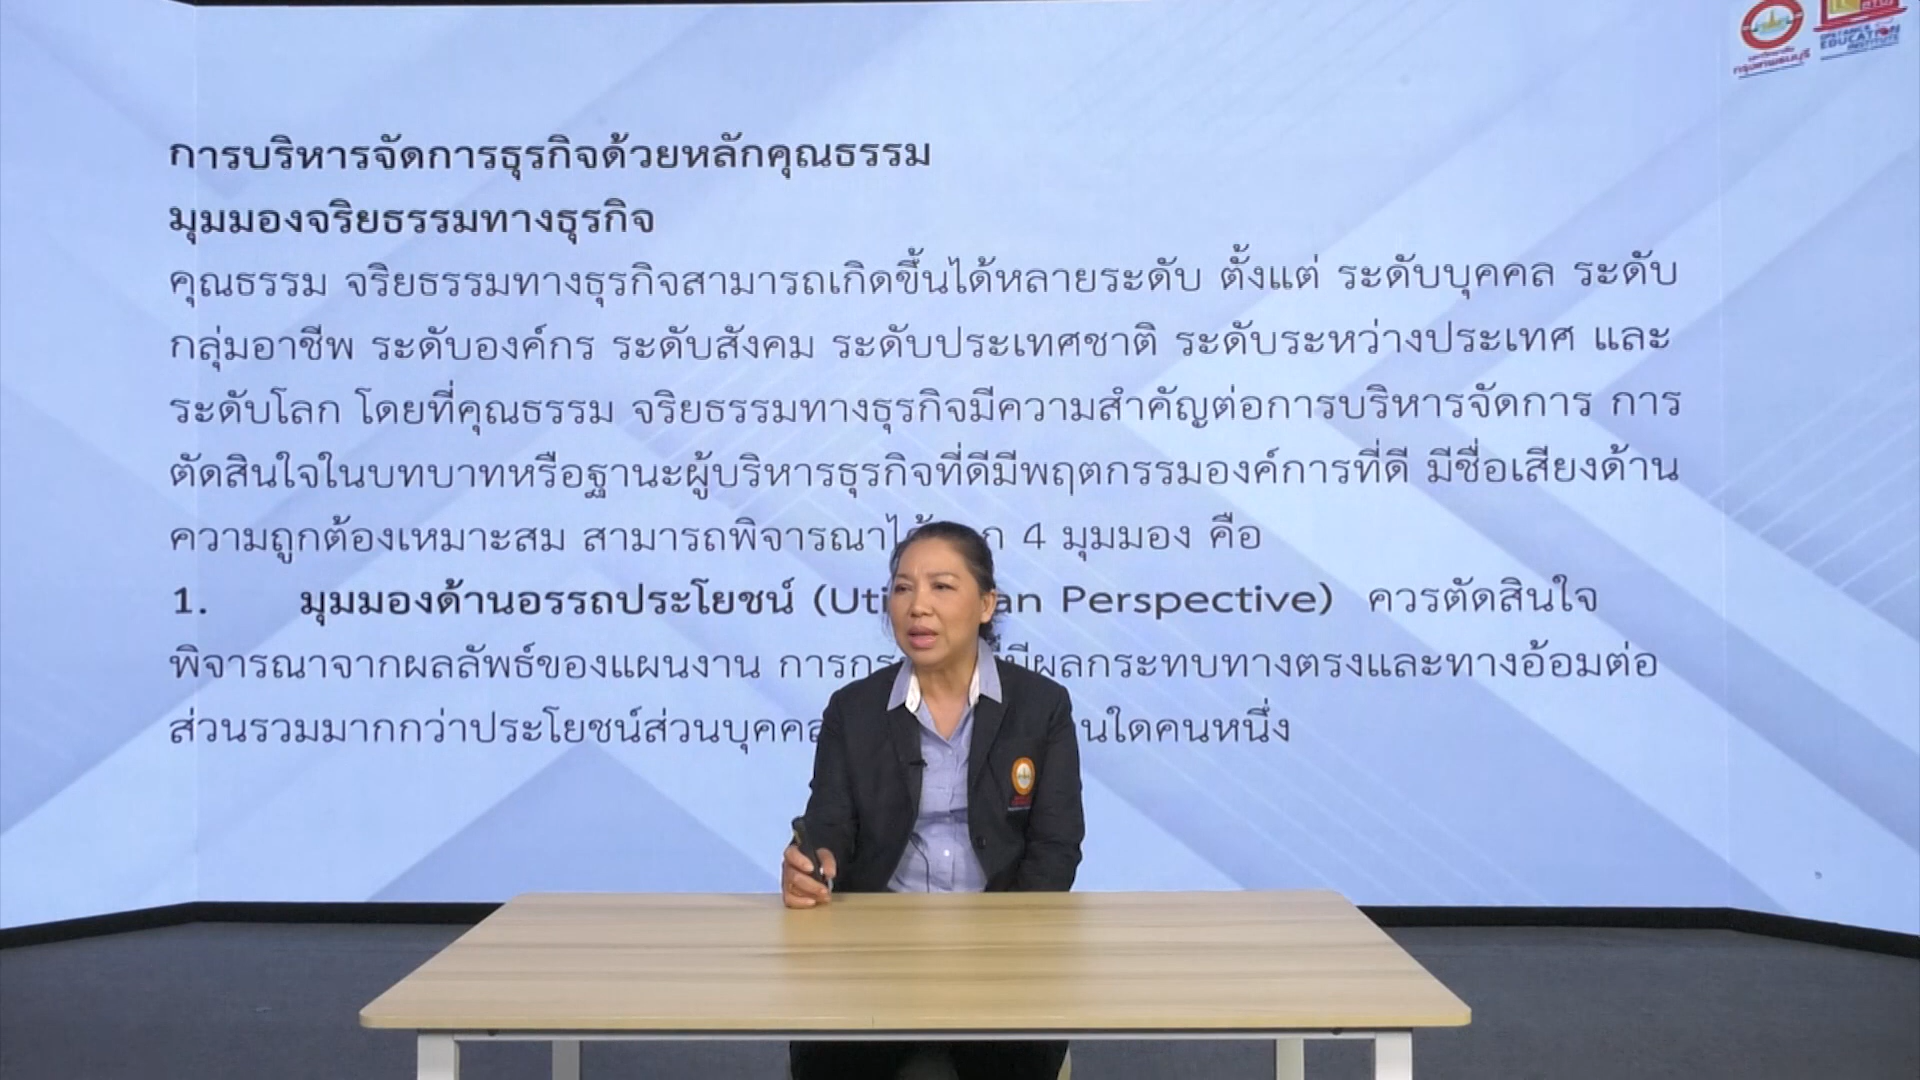 มหาวิทยาลัย
กรุงเทพธนบุรี
EDUCATION
INSTITUTE
การบริหารจัดการธุรกิจด้วยหลักคุณธรรม
มุมมองจริยธรรมทางธุรกิจ
คุณธรรม จริยธรรมทางธุรกิจสามารถเกิดขึ้นได้หลายระดับ ตั้งแต่ ระดับบุคคล ระดับ
กลุ่มอาชีพ ระดับองค์กร ระดับสังคม ระดับประเทศชาติ ระดับระหว่างประเทศ และ
ระดับโลก โดยที่คุณธรรม จริยธรรมทางธุรกิจมีความสำคัญต่อการบริหารจัดการ การ
ตัดสินใจในบทบาทหรือฐานะผู้บริหารธุรกิจที่ดีมีพฤตกรรมองค์การที่ดี มีชื่อเสียงด้าน
ความถูกต้องเหมาะสม สามารถพิจารณา 4 มุมมอง คือ
1. มุมมองด้านอรรถประโยชน์ (Uti an Perspective) ควรตัดสินใจ
พิจารณาจากผลลัพธ์ของแผนงาน มีผลกระทบทางตรงและทางอ้อมต่อ
ส่วนรวมมากกว่าประโยชน์ส่วนบุคค นใดคนหนึ่ง